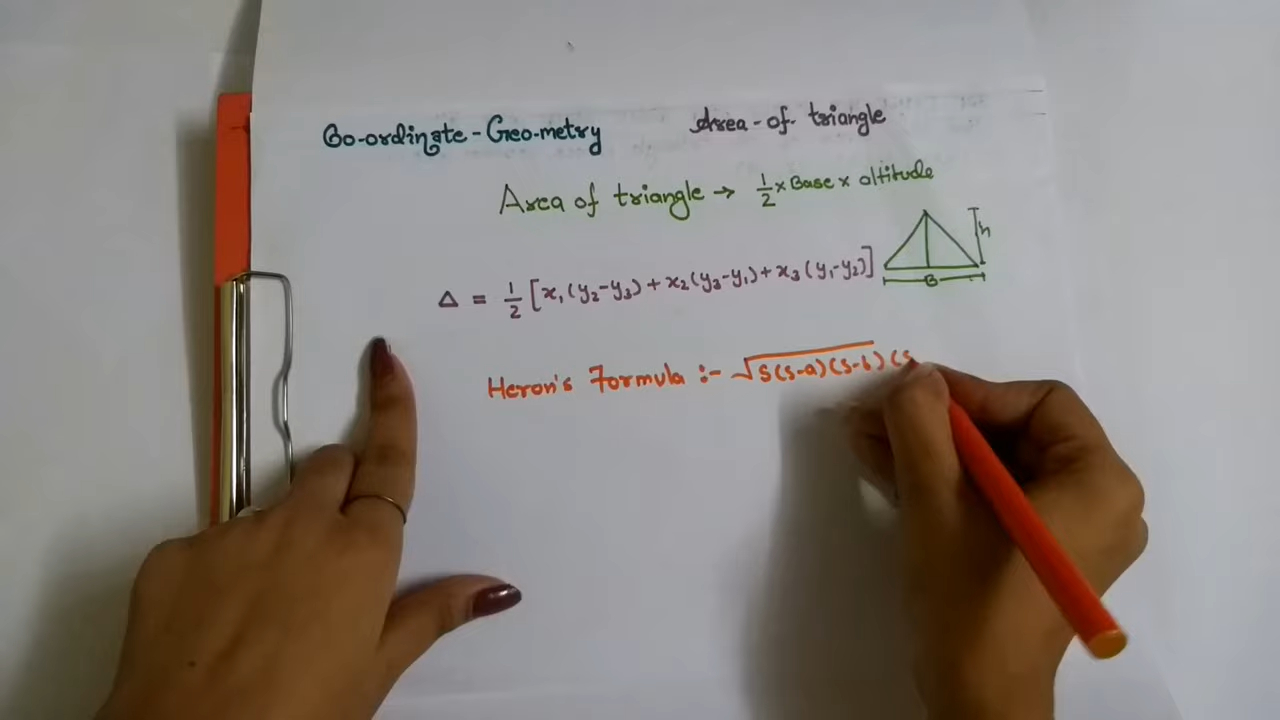 Co-ordinate-Geo-metry Area-of-triangle
Area of triangle → 1/2 x Base x altitude
h
Δ = 1/2 [x₁(y₂-y₃)+x₂(y₃-y₁)+x₃(y₁-y₂)]
B
Heron's Formula :- √S(s-a)(s-b)(s